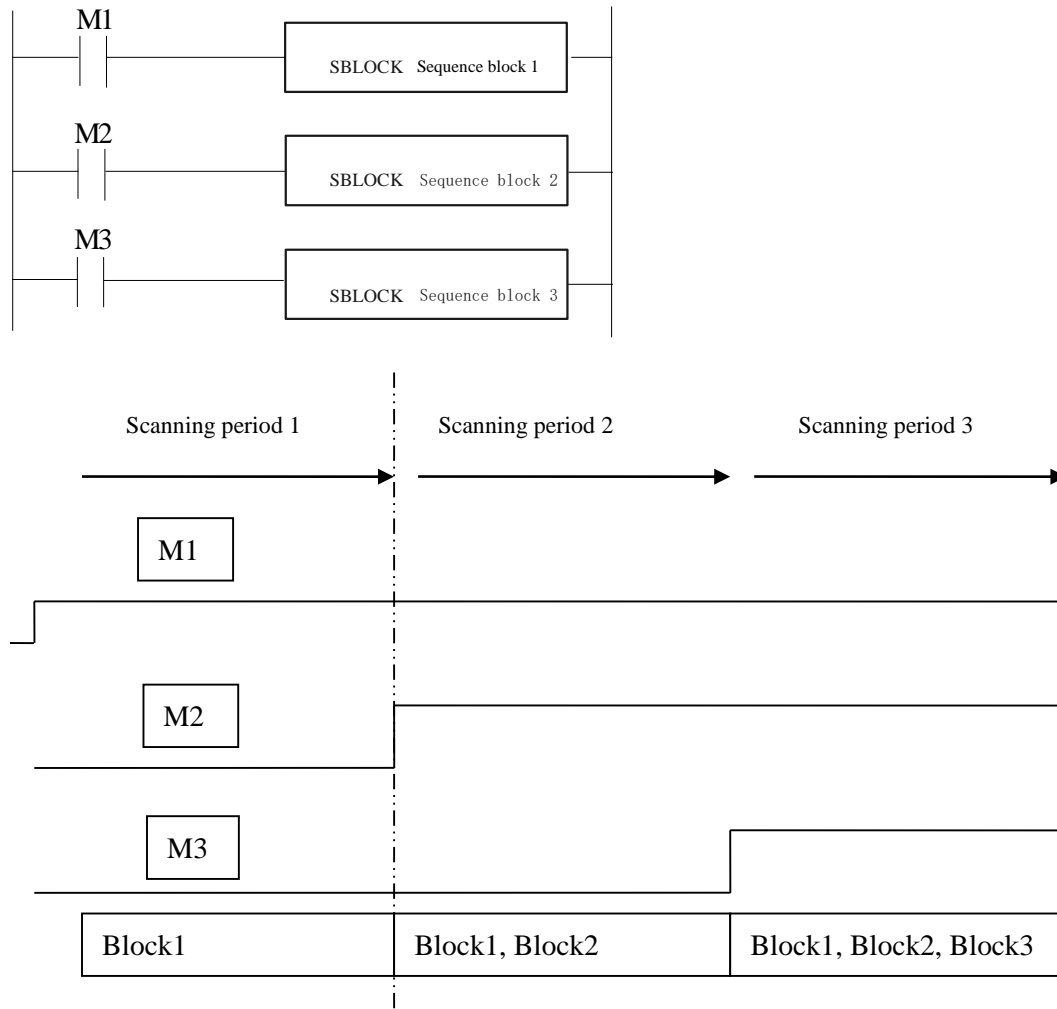 M1
SBLOCK Sequence block 1
M2
SBLOCK Sequence block 2
M3
SBLOCK Sequence block 3
Scanning period 1 Scanning period 2 Scanning period 3
M1
M2
M3
Block1 Block1, Block2 Block1, Block2, Block3